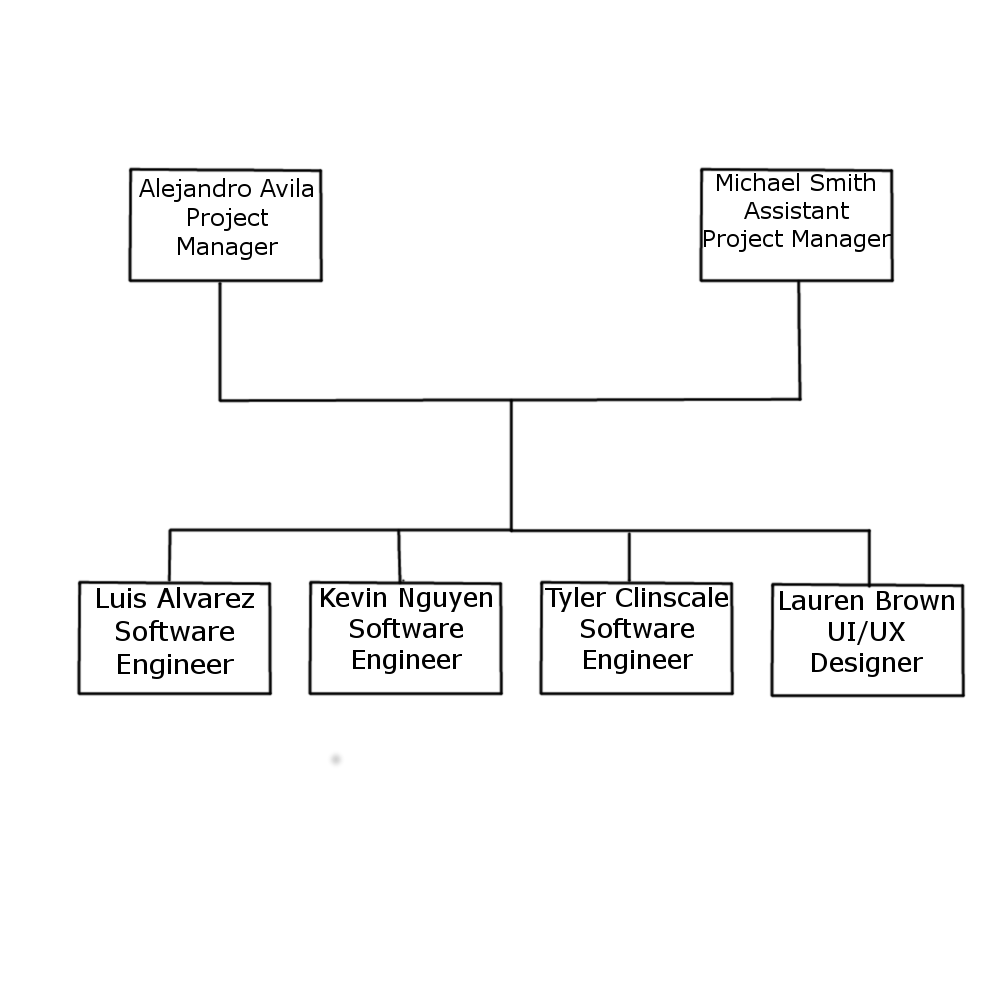 Alejandro Avila
Project
Manager
Michael Smith
Assistant
Project Manager
Luis Alvarez
Software
Engineer
Kevin Nguyen
Software
Engineer
Tyler Clinscale
Software
Engineer
Lauren Brown
UI/UX
Designer